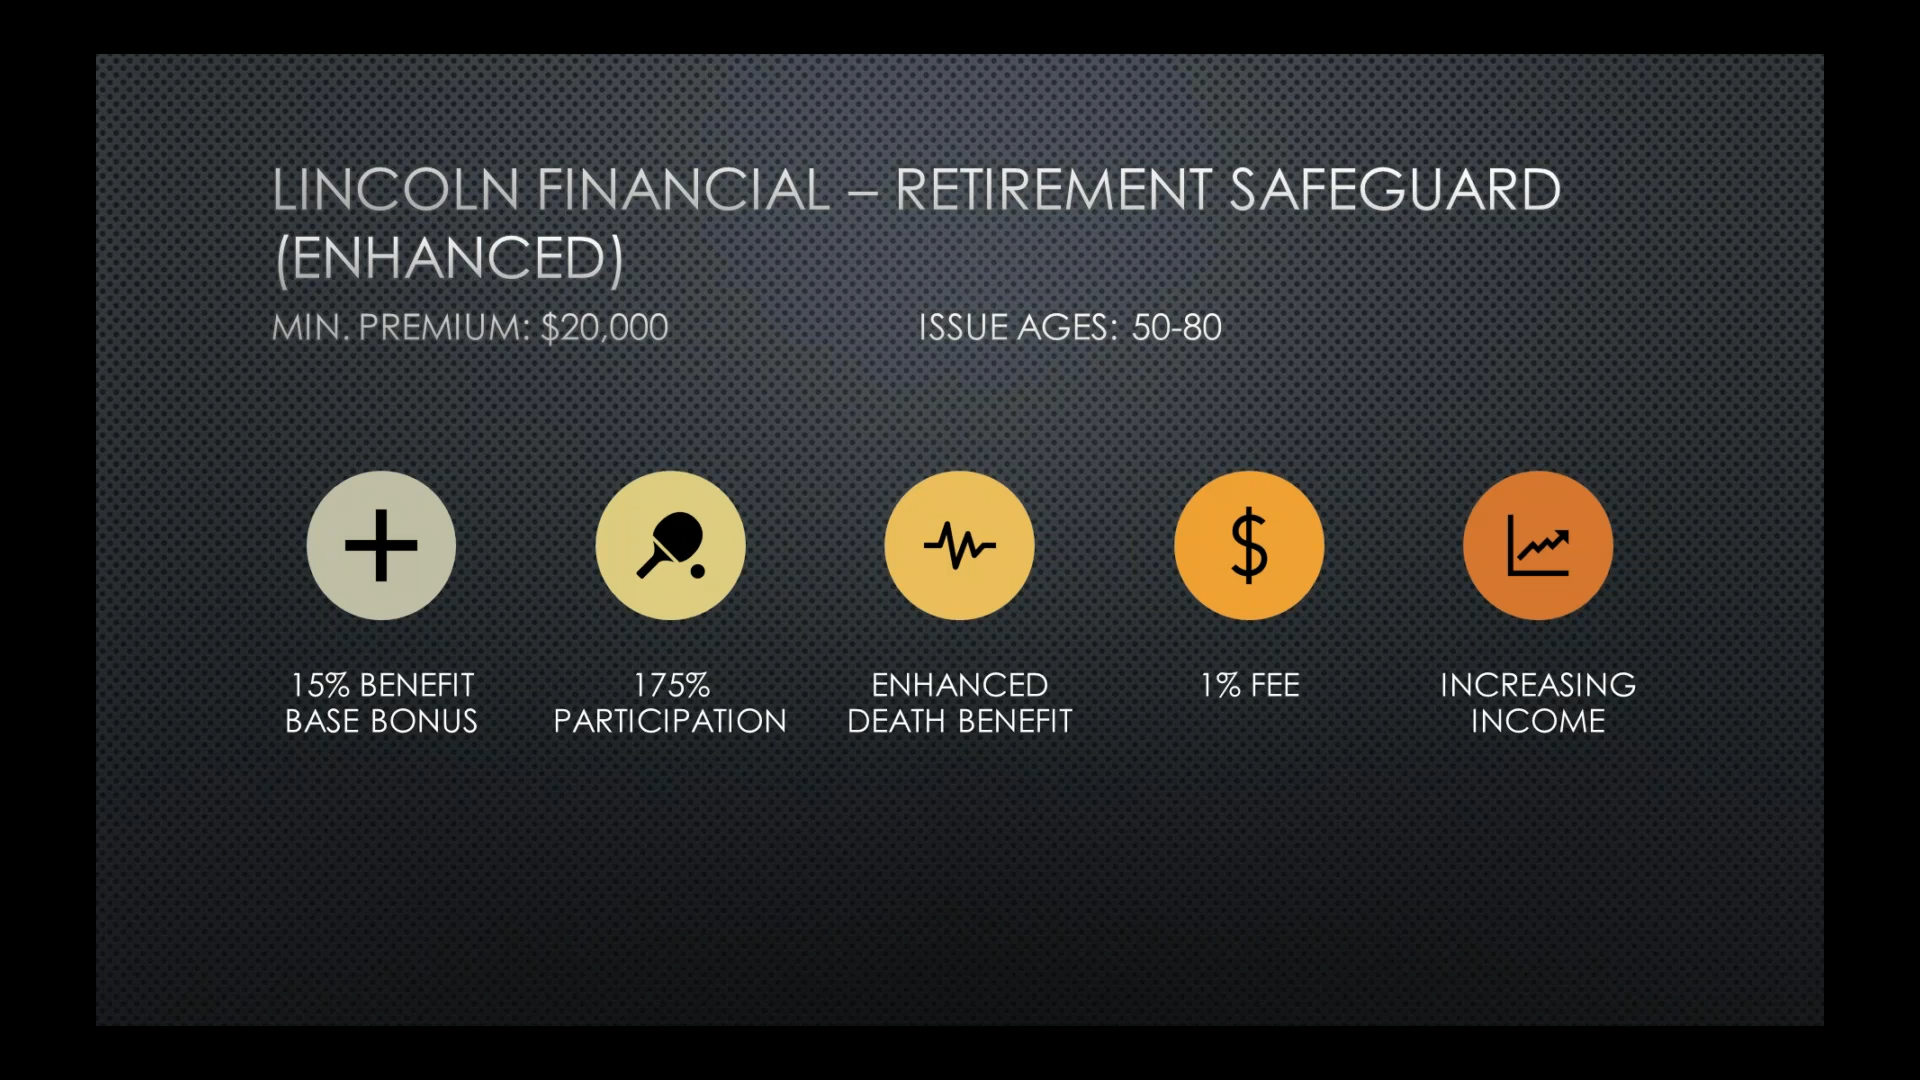 LINCOLN FINANCIAL – RETIREMENT SAFEGUARD
(ENHANCED)
MIN. PREMIUM: $20,000 ISSUE AGES: 50-80
15% BENEFIT
BASE BONUS
175%
PARTICIPATION
ENHANCED
DEATH BENEFIT
1% FEE
INCREASING
INCOME